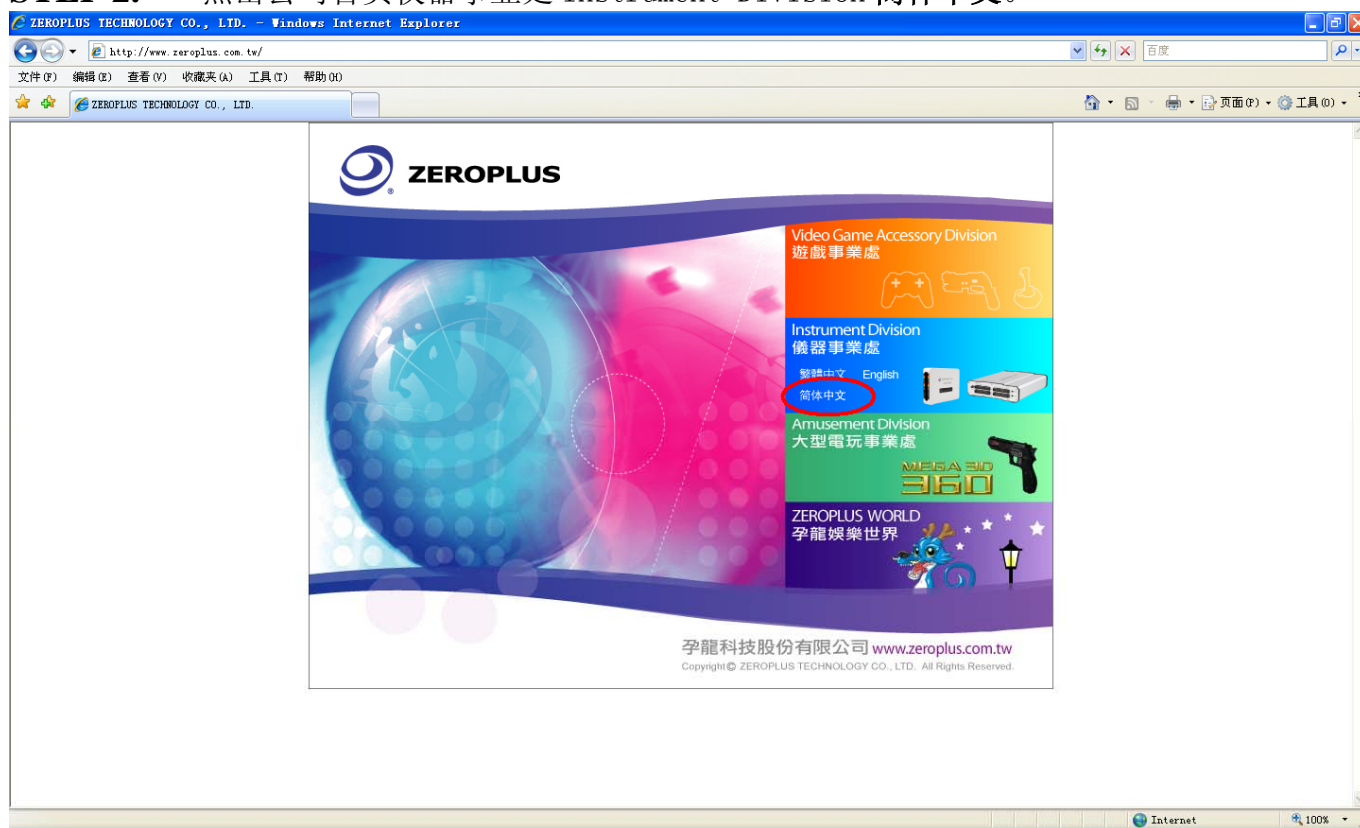 ZEROPLUS TECHNOLOGY CO., LTD. - Windows Internet Explorer
http://www.zeroplus.com.tw/
百度
文件(F) 编辑(E) 查看(V) 收藏夹(A) 工具(T) 帮助(H)
ZEROPLUS TECHNOLOGY CO., LTD.
页面(P) 工具(O)
ZEROPLUS
®
Video Game Accessory Division
遊戲事業處
Instrument Division
儀器事業處
繁體中文 English
简体中文
Amusement Division
大型電玩事業處
MEGA 3D
360
ZEROPLUS WORLD
孕龍娛樂世界
孕龍科技股份有限公司 www.zeroplus.com.tw
Copyright© ZEROPLUS TECHNOLOGY CO., LTD. All Rights Reserved.
Internet 100%